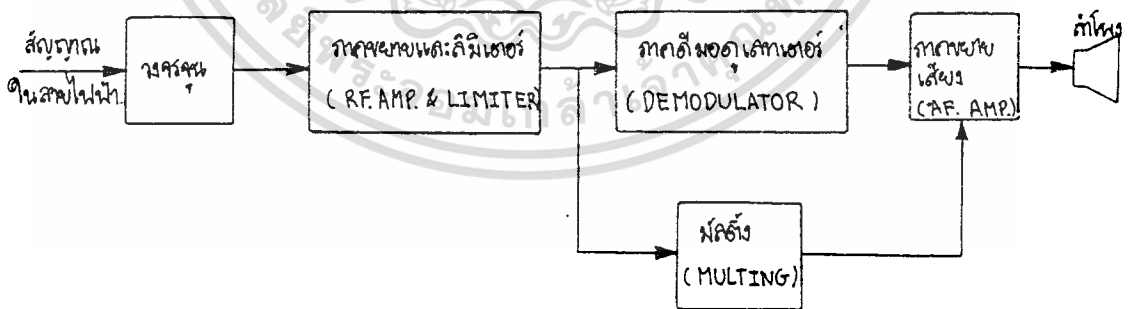 สัญญาณ
ในสายไฟฟ้า
วงจรจูน
ภาคขยายและลิมิเตอร์
(RF. AMP. & LIMITER)
ภาคดีมอดูเลทเตอร์
(DEMODULATOR)
ภาคขยาย
เสียง
(AF. AMP.)
ลำโพง
มัลติ้ง
(MULTING)